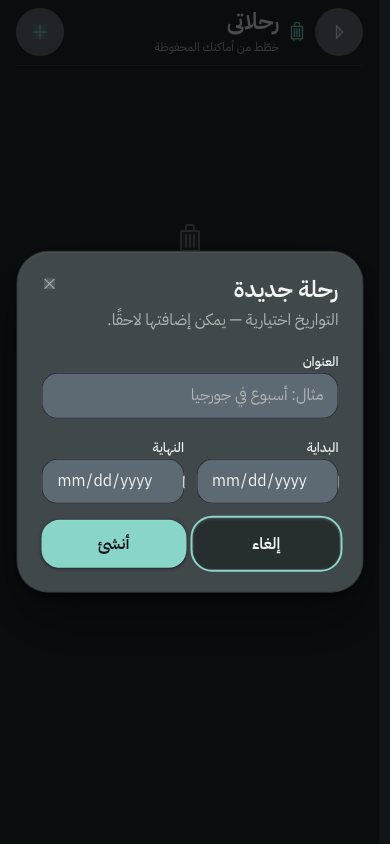 رحلاتي
خطّط من أماكنك المحفوظة
رحلة جديدة
التواريخ اختيارية — يمكن إضافتها لاحقًا.
العنوان
مثال: أسبوع في جورجيا
البداية
النهاية
mm/dd/yyyy
mm/dd/yyyy
إلغاء
أنشئ